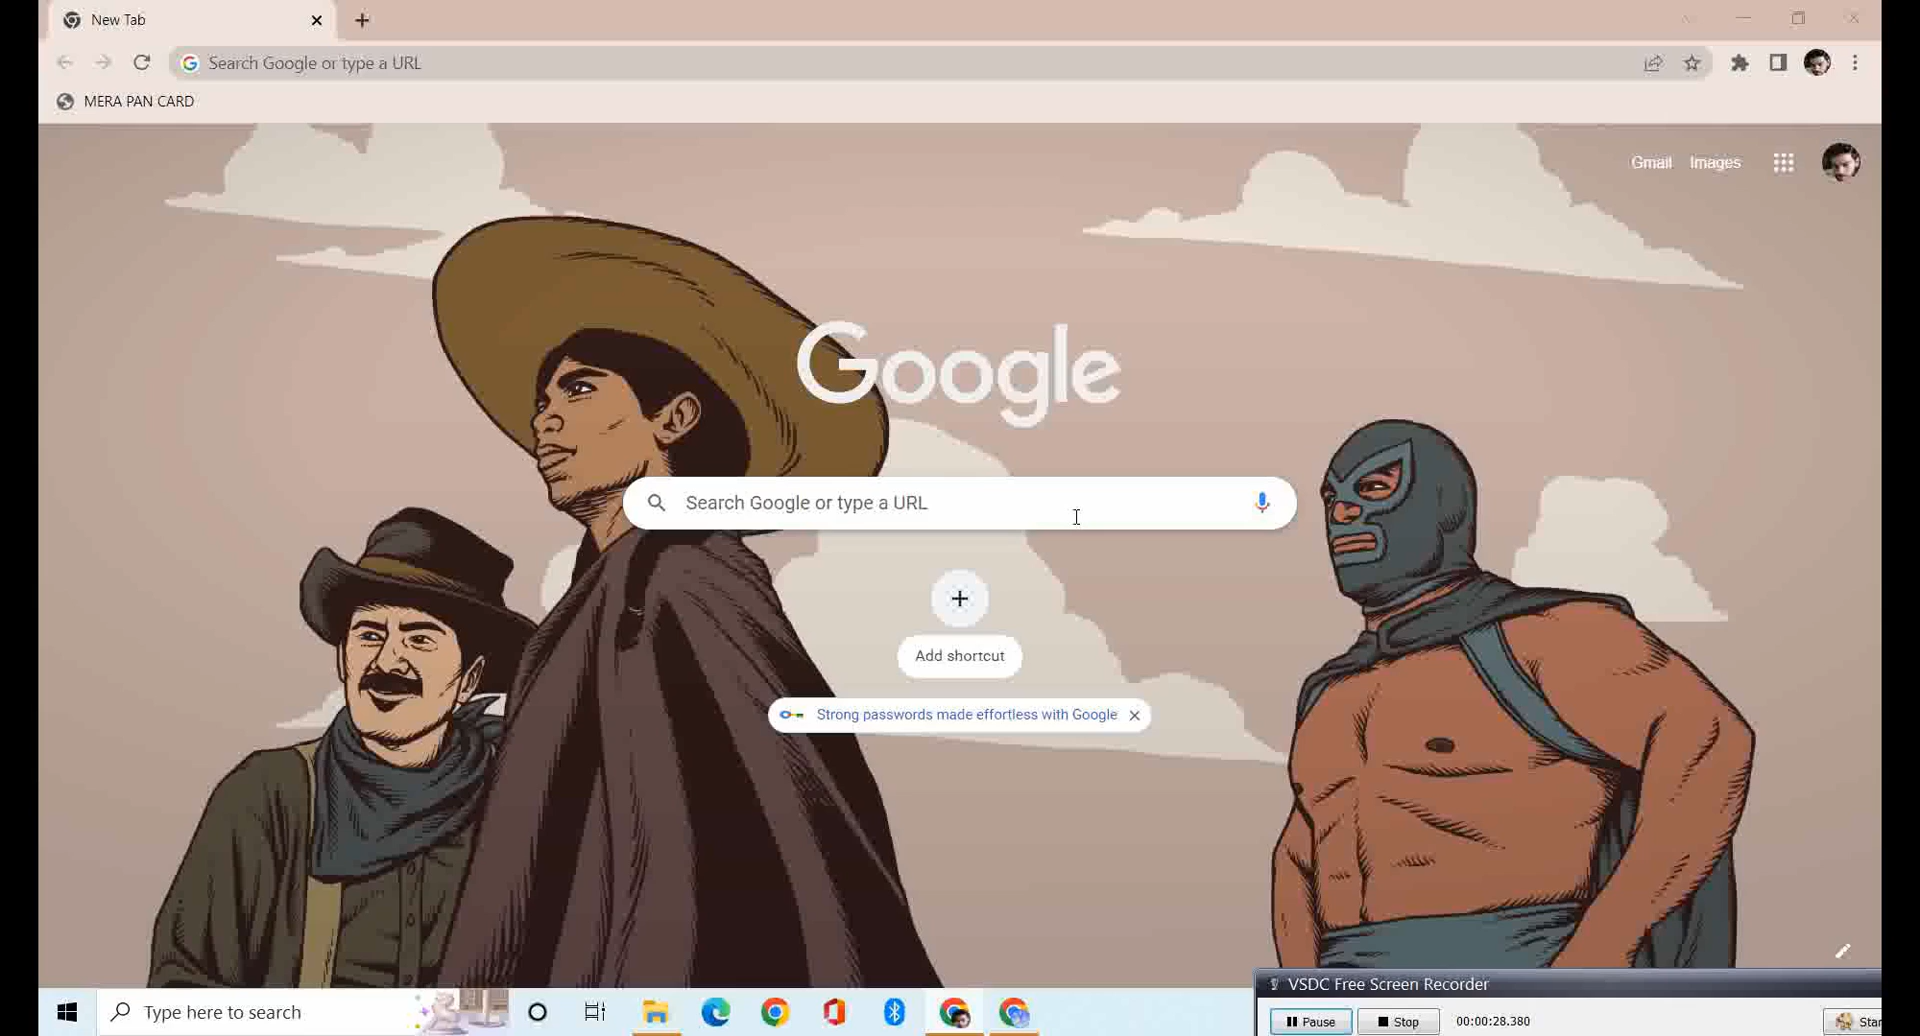 New Tab
Search Google or type a URL
MERA PAN CARD
Gmail Images
Google
Search Google or type a URL
Add shortcut
Strong passwords made effortless with Google
VSDC Free Screen Recorder
Type here to search
Pause Stop 00:00:28.380